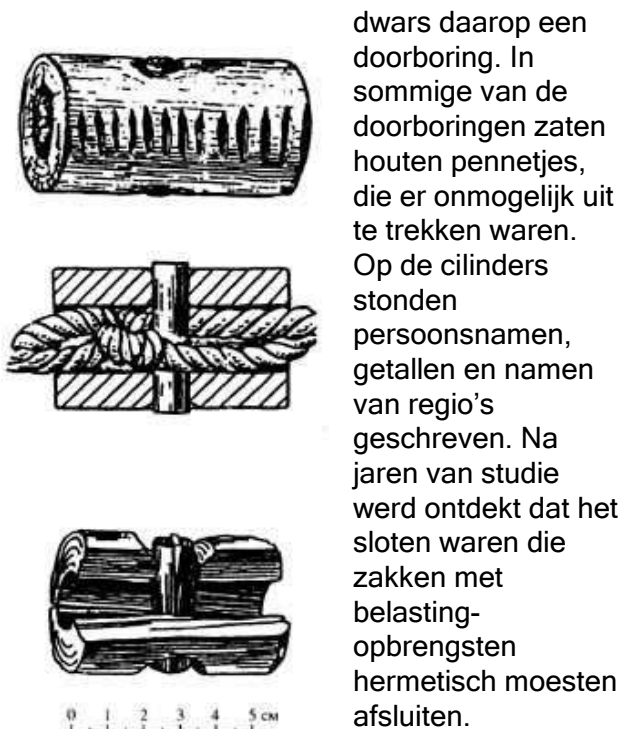 dwars daarop een
doorboring. In
sommige van de
doorboringen zaten
houten pennetjes,
die er onmogelijk uit
te trekken waren.
Op de cilinders
stonden
persoonsnamen,
getallen en namen
van regio's
geschreven. Na
jaren van studie
werd ontdekt dat het
sloten waren die
zakken met
belasting-
opbrengsten
hermetisch moesten
afsluiten.
0 1 2 3 4 5 см